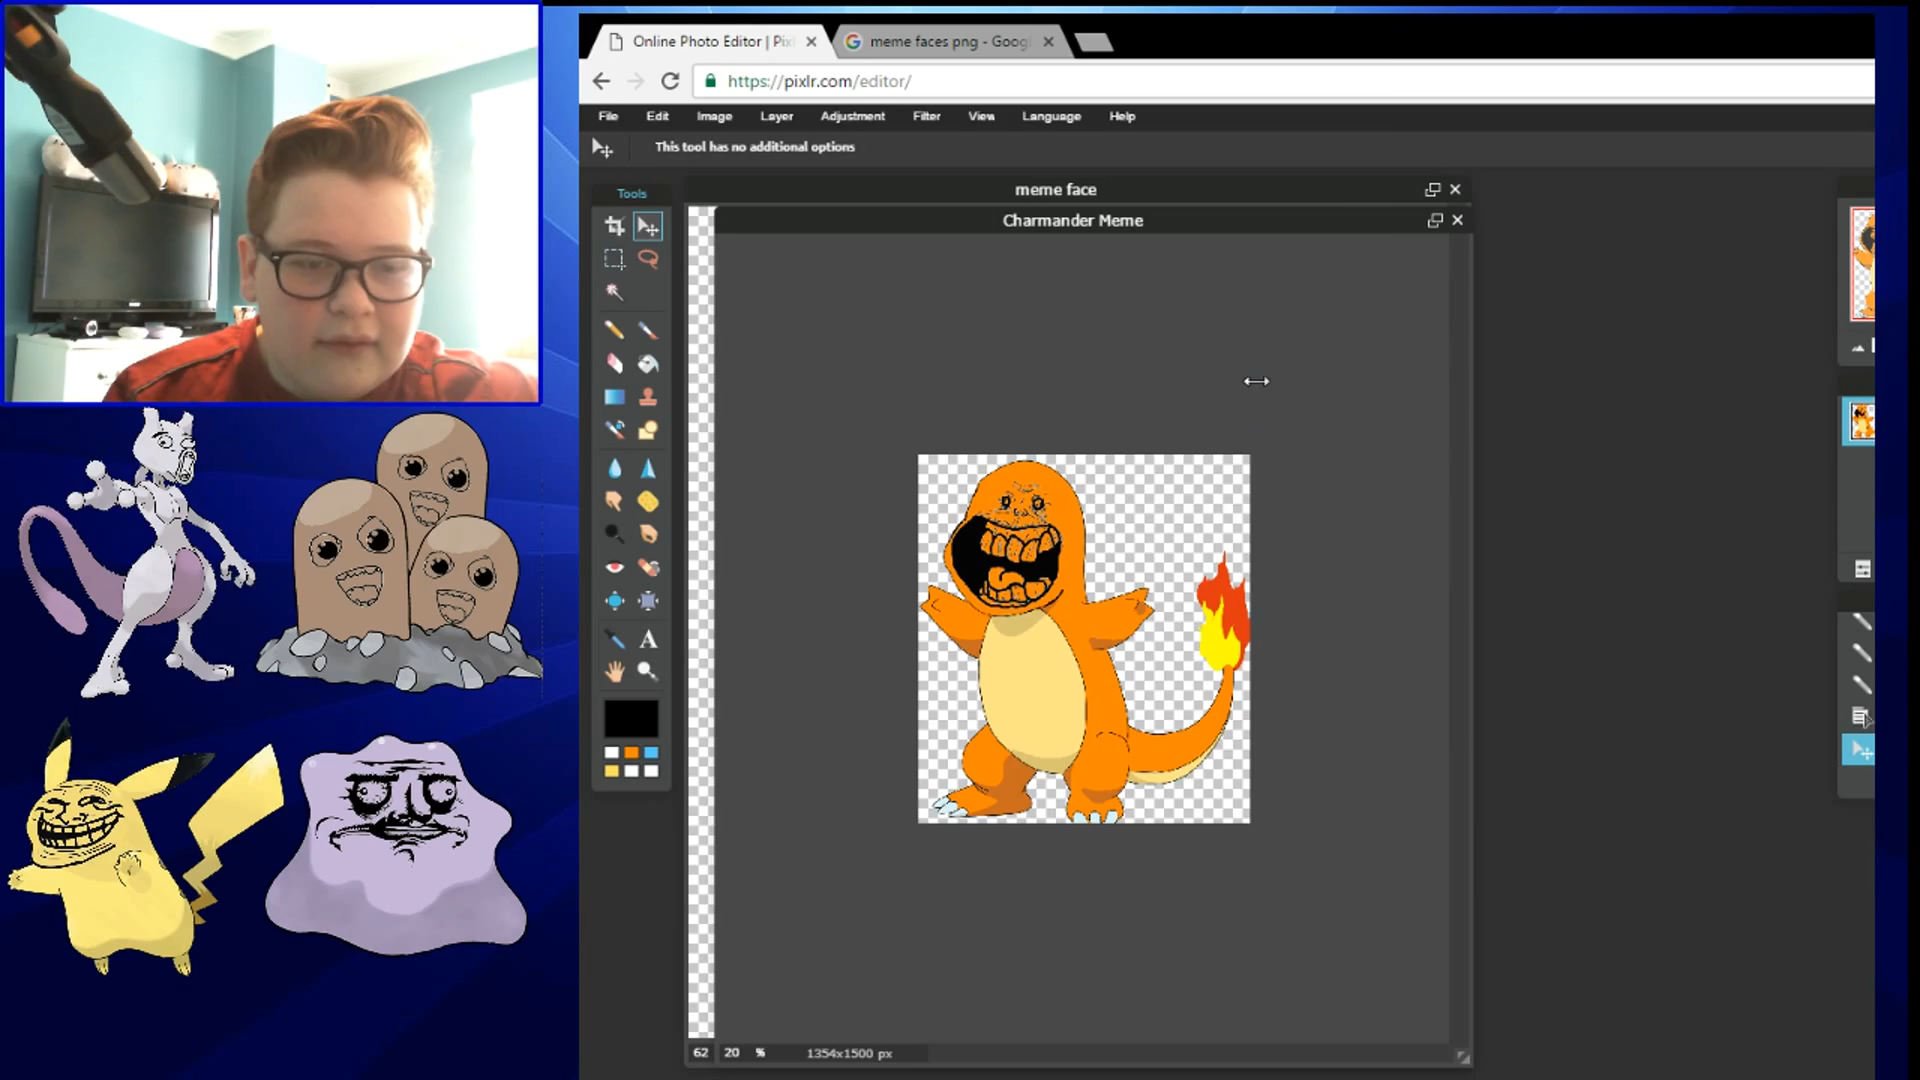 Online Photo Editor | Pix
meme faces png - Goog
https://pixlr.com/editor/
File Edit Image Layer Adjustment Filter View Language Help
This tool has no additional options
Tools
meme face
Charmander Meme
A
62 20 % 1354x1500 px